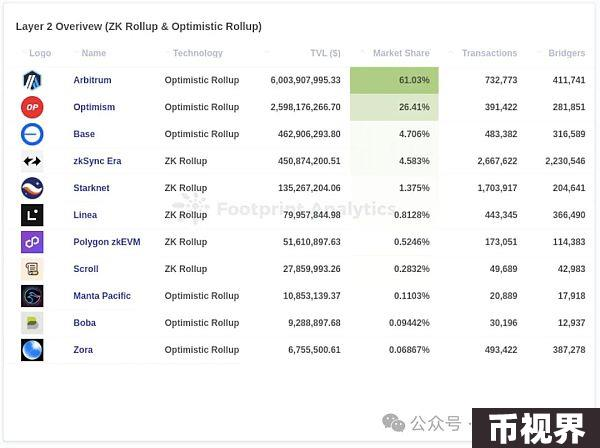 Layer 2 Overivew (ZK Rollup & Optimistic Rollup)
Logo Name Technology TVL ($) Market Share Transactions Bridgers
Arbitrum Optimistic Rollup 6,003,907,995.33 61.03% 732,773 411,741
OP Optimism Optimistic Rollup 2,598,176,266.70 26.41% 391,422 281,851
Base Optimistic Rollup 462,906,293.80 4.706% 483,382 316,589
zkSync Era ZK Rollup 450,874,200.51 4.583% 2,667,622 2,230,546
Starknet ZK Rollup 135,267,204.06 1.375% 1,703,917 204,641
Linea ZK Rollup 79,957,844.98 0.8128% 443,345 366,490
Footprint Analytics
Polygon zkEVM ZK Rollup 51,610,897.63 0.5246% 173,051 114,383
Scroll ZK Rollup 27,859,993.26 0.2832% 49,689 42,983
Manta Pacific Optimistic Rollup 10,853,139.37 0.1103% 20,889 17,918
Boba Optimistic Rollup 9,288,897.68 0.09442% 30,196 12,937
Zora Optimistic Rollup 6,755,500.61 0.06867% 493,422 387,278
公众号 ·
币视界